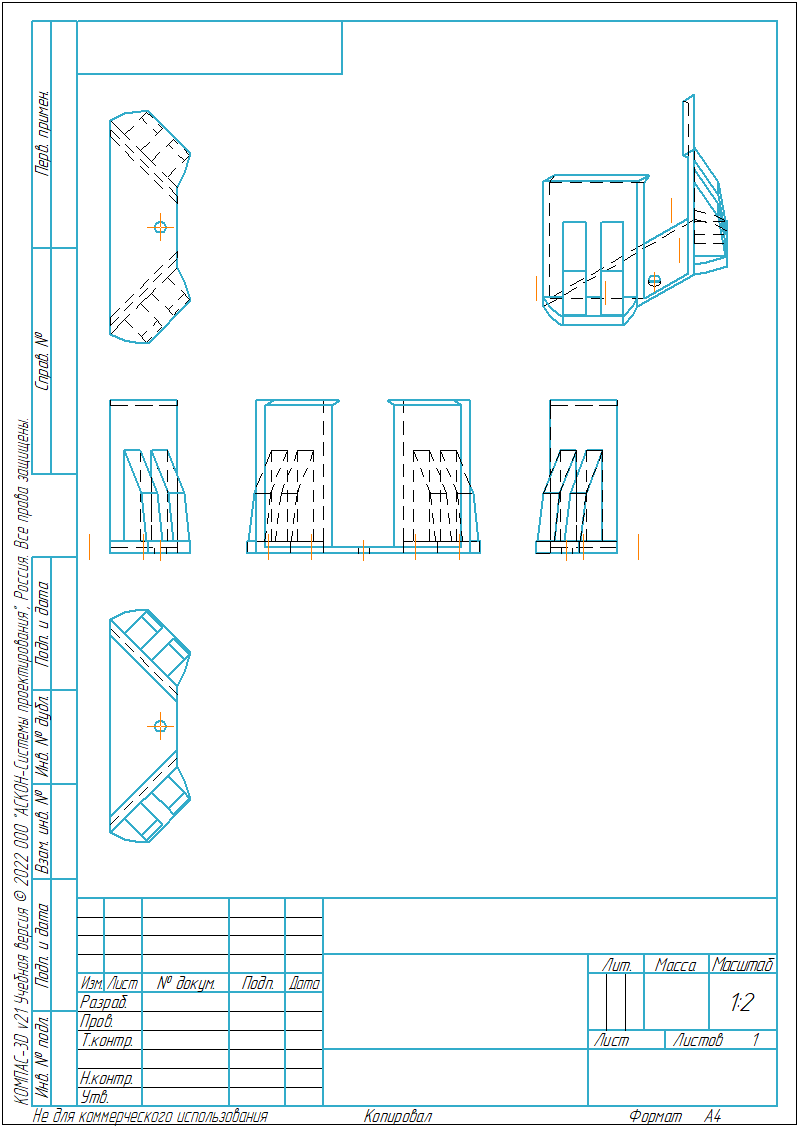 Перв. примен.
Справ. №
Подп. и дата
Инв. № дубл.
Взам. инв. №
Подп. и дата
Инв. № подл.
КОМПАС-3D v21 Учебная версия © 2022 ООО "АСКОН-Системы проектирования", Россия. Все права защищены.
Лит. Масса Масштаб
Изм. Лист № докум. Подп. Дата
Разраб. 1:2
Пров.
Т.контр. Лист Листов 1
Н.контр.
Утв.
Не для коммерческого использования Копировал Формат А4